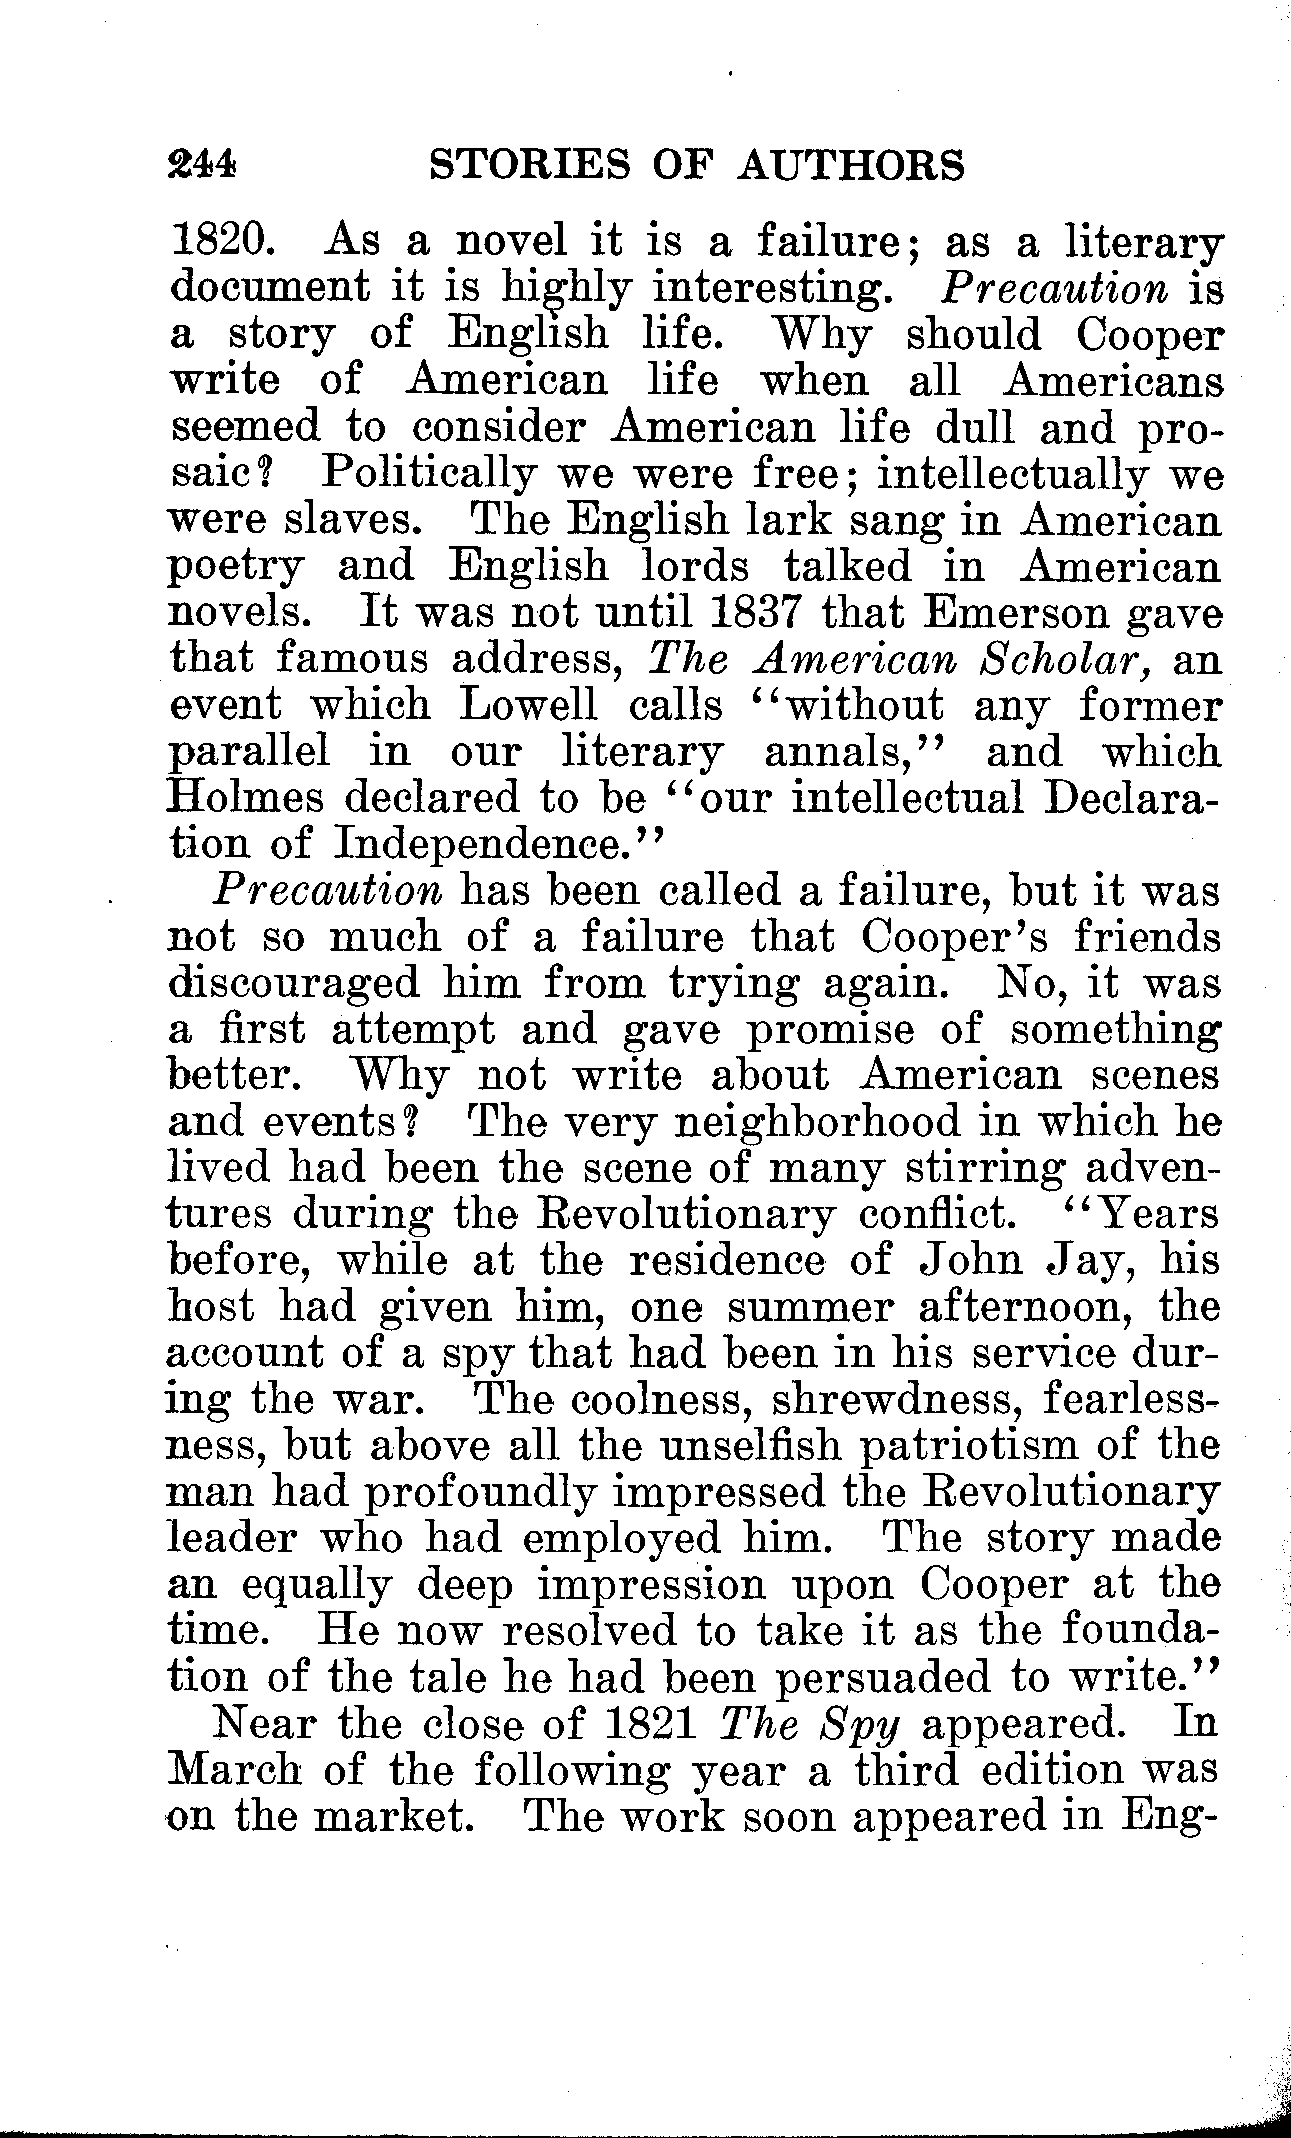 244 STORIES OF AUTHORS
1820. As a novel it is a failure; as a literary
document it is highly interesting. Precaution is
a story of English life. Why should Cooper
write of American life when all Americans
seemed to consider American life dull and pro-
saic? Politically we were free; intellectually we
were slaves. The English lark sang in American
poetry and English lords talked in American
novels. It was not until 1837 that Emerson gave
that famous address, The American Scholar, an
event which Lowell calls "without any former
parallel in our literary annals," and which
Holmes declared to be "our intellectual Declara-
tion of Independence."
Precaution has been called a failure, but it was
not so much of a failure that Cooper's friends
discouraged him from trying again. No, it was
a first attempt and gave promise of something
better. Why not write about American scenes
and events? The very neighborhood in which he
lived had been the scene of many stirring adven-
tures during the Revolutionary conflict. "Years
before, while at the residence of John Jay, his
host had given him, one summer afternoon, the
account of a spy that had been in his service dur-
ing the war. The coolness, shrewdness, fearless-
ness, but above all the unselfish patriotism of the
man had profoundly impressed the Revolutionary
leader who had employed him. The story made
an equally deep impression upon Cooper at the
time. He now resolved to take it as the founda-
tion of the tale he had been persuaded to write."
Near the close of 1821 The Spy appeared. In
March of the following year a third edition was
on the market. The work soon appeared in Eng-